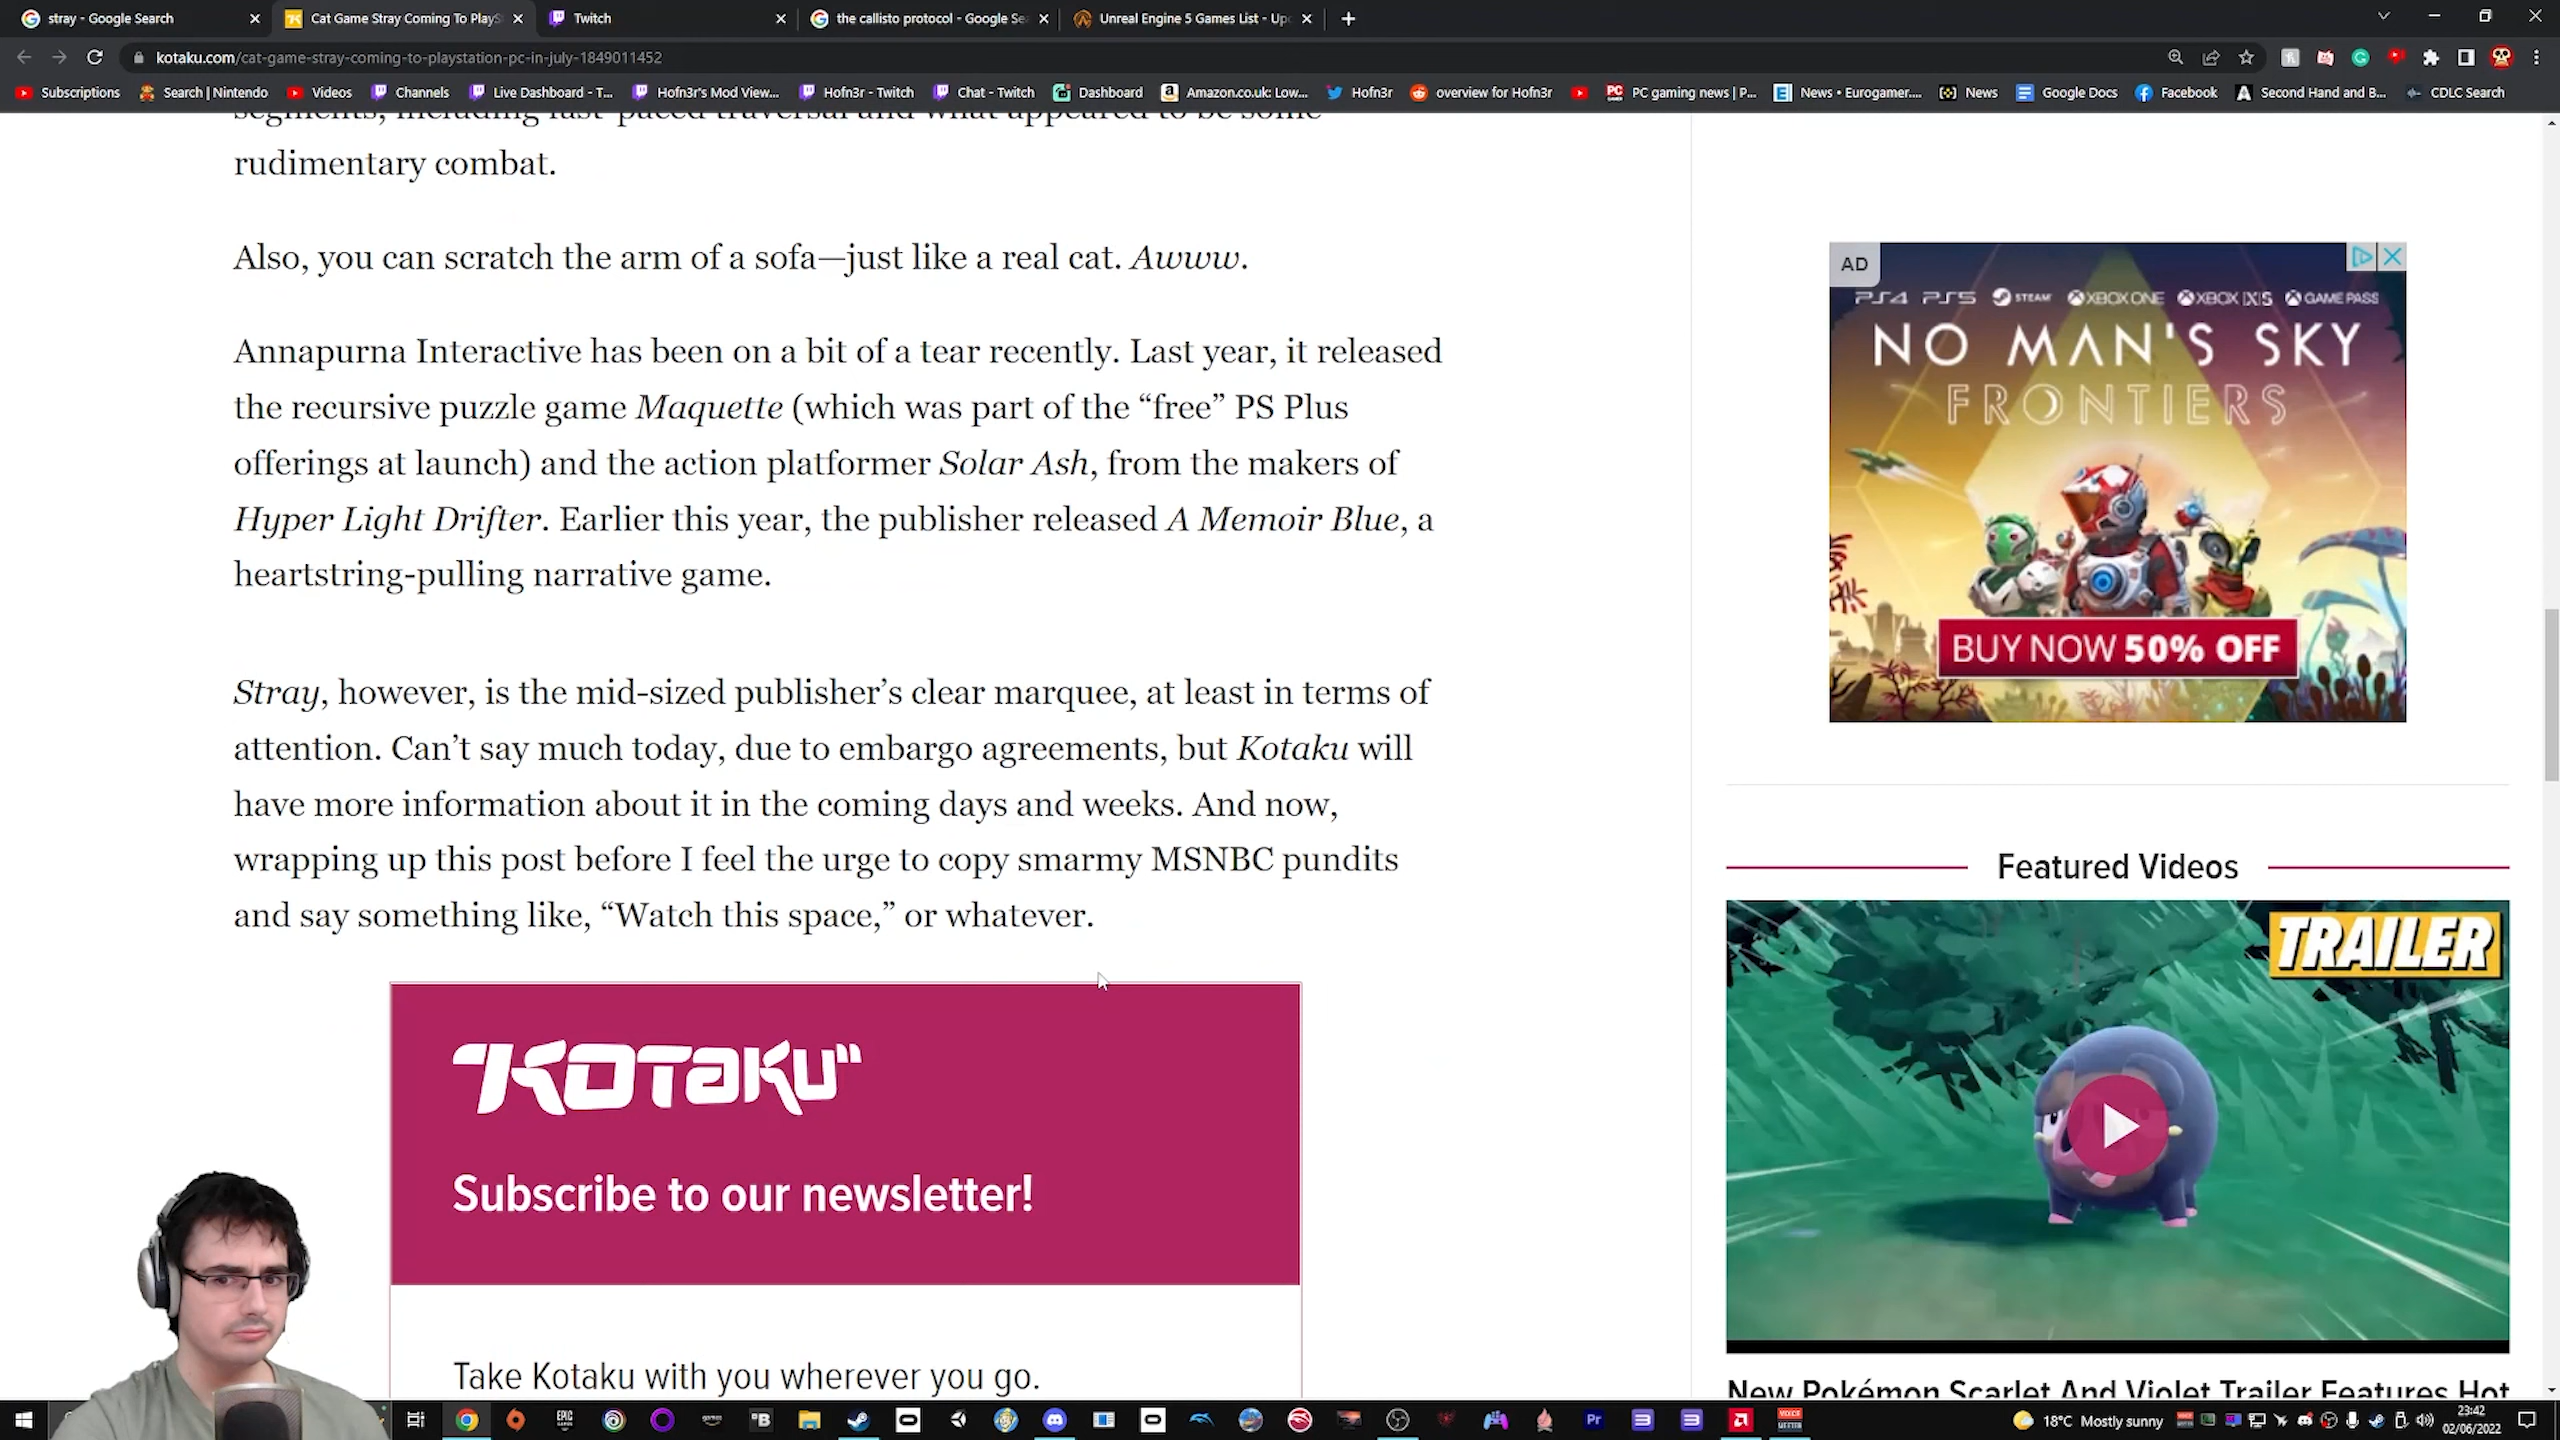 stray - Google Search
Cat Game Stray Coming To PlayS
Twitch
the callisto protocol - Google Se
Unreal Engine 5 Games List - Up
kotaku.com/cat-game-stray-coming-to-playstation-pc-in-july-1849011452
Subscriptions
Search | Nintendo
Videos
Channels
Live Dashboard - T...
Hofn3r's Mod View...
Hofn3r - Twitch
Chat - Twitch
Dashboard
Amazon.co.uk: Low...
Hofn3r
overview for Hofn3r
PC gaming news | P...
News • Eurogamer....
News
Google Docs
Facebook
Second Hand and B...
CDLC Search
segments, including fast-paced traversal and what appeared to be some
rudimentary combat.
Also, you can scratch the arm of a sofa—just like a real cat. Awww.
Annapurna Interactive has been on a bit of a tear recently. Last year, it released
the recursive puzzle game Maquette (which was part of the “free” PS Plus
offerings at launch) and the action platformer Solar Ash, from the makers of
Hyper Light Drifter. Earlier this year, the publisher released A Memoir Blue, a
heartstring-pulling narrative game.
Stray, however, is the mid-sized publisher’s clear marquee, at least in terms of
attention. Can’t say much today, due to embargo agreements, but Kotaku will
have more information about it in the coming days and weeks. And now,
wrapping up this post before I feel the urge to copy smarmy MSNBC pundits
and say something like, “Watch this space,” or whatever.
KOTAKU
Subscribe to our newsletter!
Take Kotaku with you wherever you go.
AD
PS4 PS5 STEAM XBOX ONE XBOX X|S GAME PASS
NO MAN'S SKY
FRONTIERS
BUY NOW 50% OFF
Featured Videos
TRAILER
New Pokémon Scarlet And Violet Trailer Features Hot
18°C Mostly sunny
23:42
02/06/2022